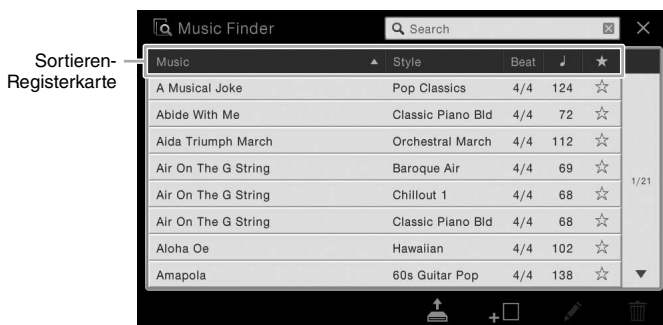 Music Finder
Search
Sortieren-
Registerkarte
Music Style Beat ♩ ★
A Musical Joke Pop Classics 4/4 124 ☆
Abide With Me Classic Piano Bld 4/4 72 ☆
Aida Triumph March Orchestral March 4/4 112 ☆
Air On The G String Baroque Air 4/4 69 ☆
Air On The G String Chillout 1 4/4 68 ☆
Air On The G String Classic Piano Bld 4/4 68 ☆
Aloha Oe Hawaiian 4/4 102 ☆
Amapola 60s Guitar Pop 4/4 138 ☆
1/21